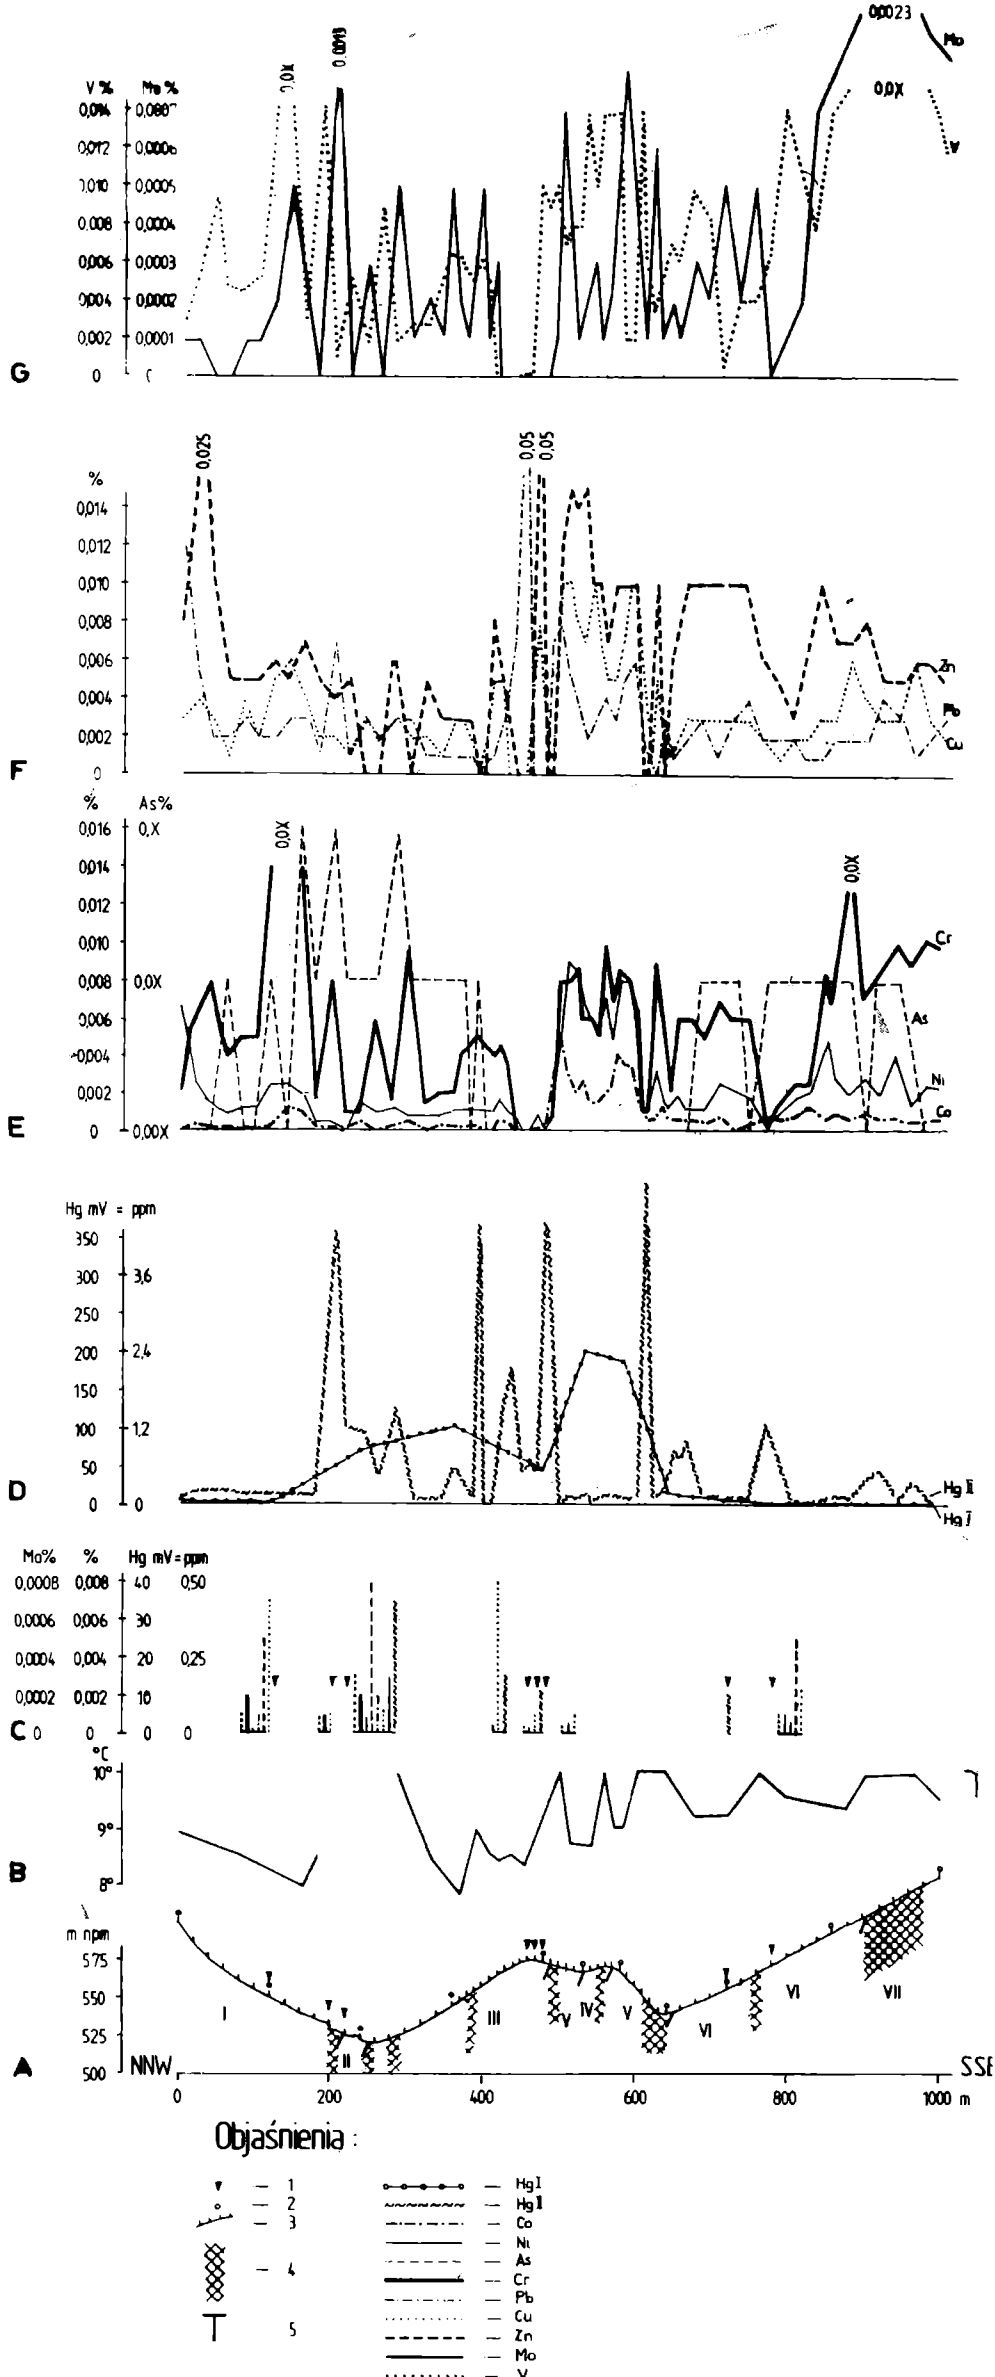 0,0023
Mo
0,0X
0.0013
0,0X
V % Mo %
0,014 0,0007
0,012 0,0006
0,010 0,0005
0,008 0,0004
0,006 0,0003
0,004 0,0002
0,002 0,0001
0
V
G
0,025
0,05
0,05
%
0,014
0,012
0,010
0,008
0,006
0,004
0,002
0
Zn
Pb
Cu
F
% As%
0,016 0,X
0,014
0,012
0,010
0,008 0,0X
0,006
0,004
0,002
0 0,00X
0,0X
0,0X
Cr
As
Ni
Co
E
Hg mV = ppm
350
300 3,6
250
200 2,4
150
100 1,2
50
0 0
Hg II
Hg I
D
Mo% % Hg mV = ppm
0,0008 0,008 40 0,50
0,0006 0,006 30
0,0004 0,004 20 0,25
0,0002 0,002 10
C 0 0 0 0
°C
10°
9°
8°
B
m npm
575
550
525
500
I II III V IV V VI VI VII
A NNW SSE
0 200 400 600 800 1000 m
Objaśnienia :
— 1
— 2
— 3
— 4
5
— Hg I
— Hg II
— Co
— Ni
— As
— Cr
— Pb
— Cu
— Zn
— Mo
V